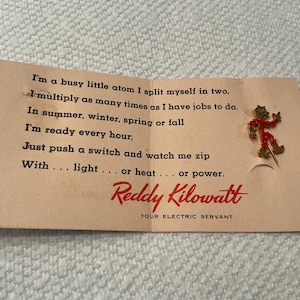 I'm a busy little atom I split myself in two,
I multiply as many times as I have jobs to do.
In summer, winter, spring or fall
I'm ready every hour;
Just push a switch and watch me zip
With . . . light . . . or heat . . . or power.
Reddy Kilowatt
YOUR ELECTRIC SERVANT